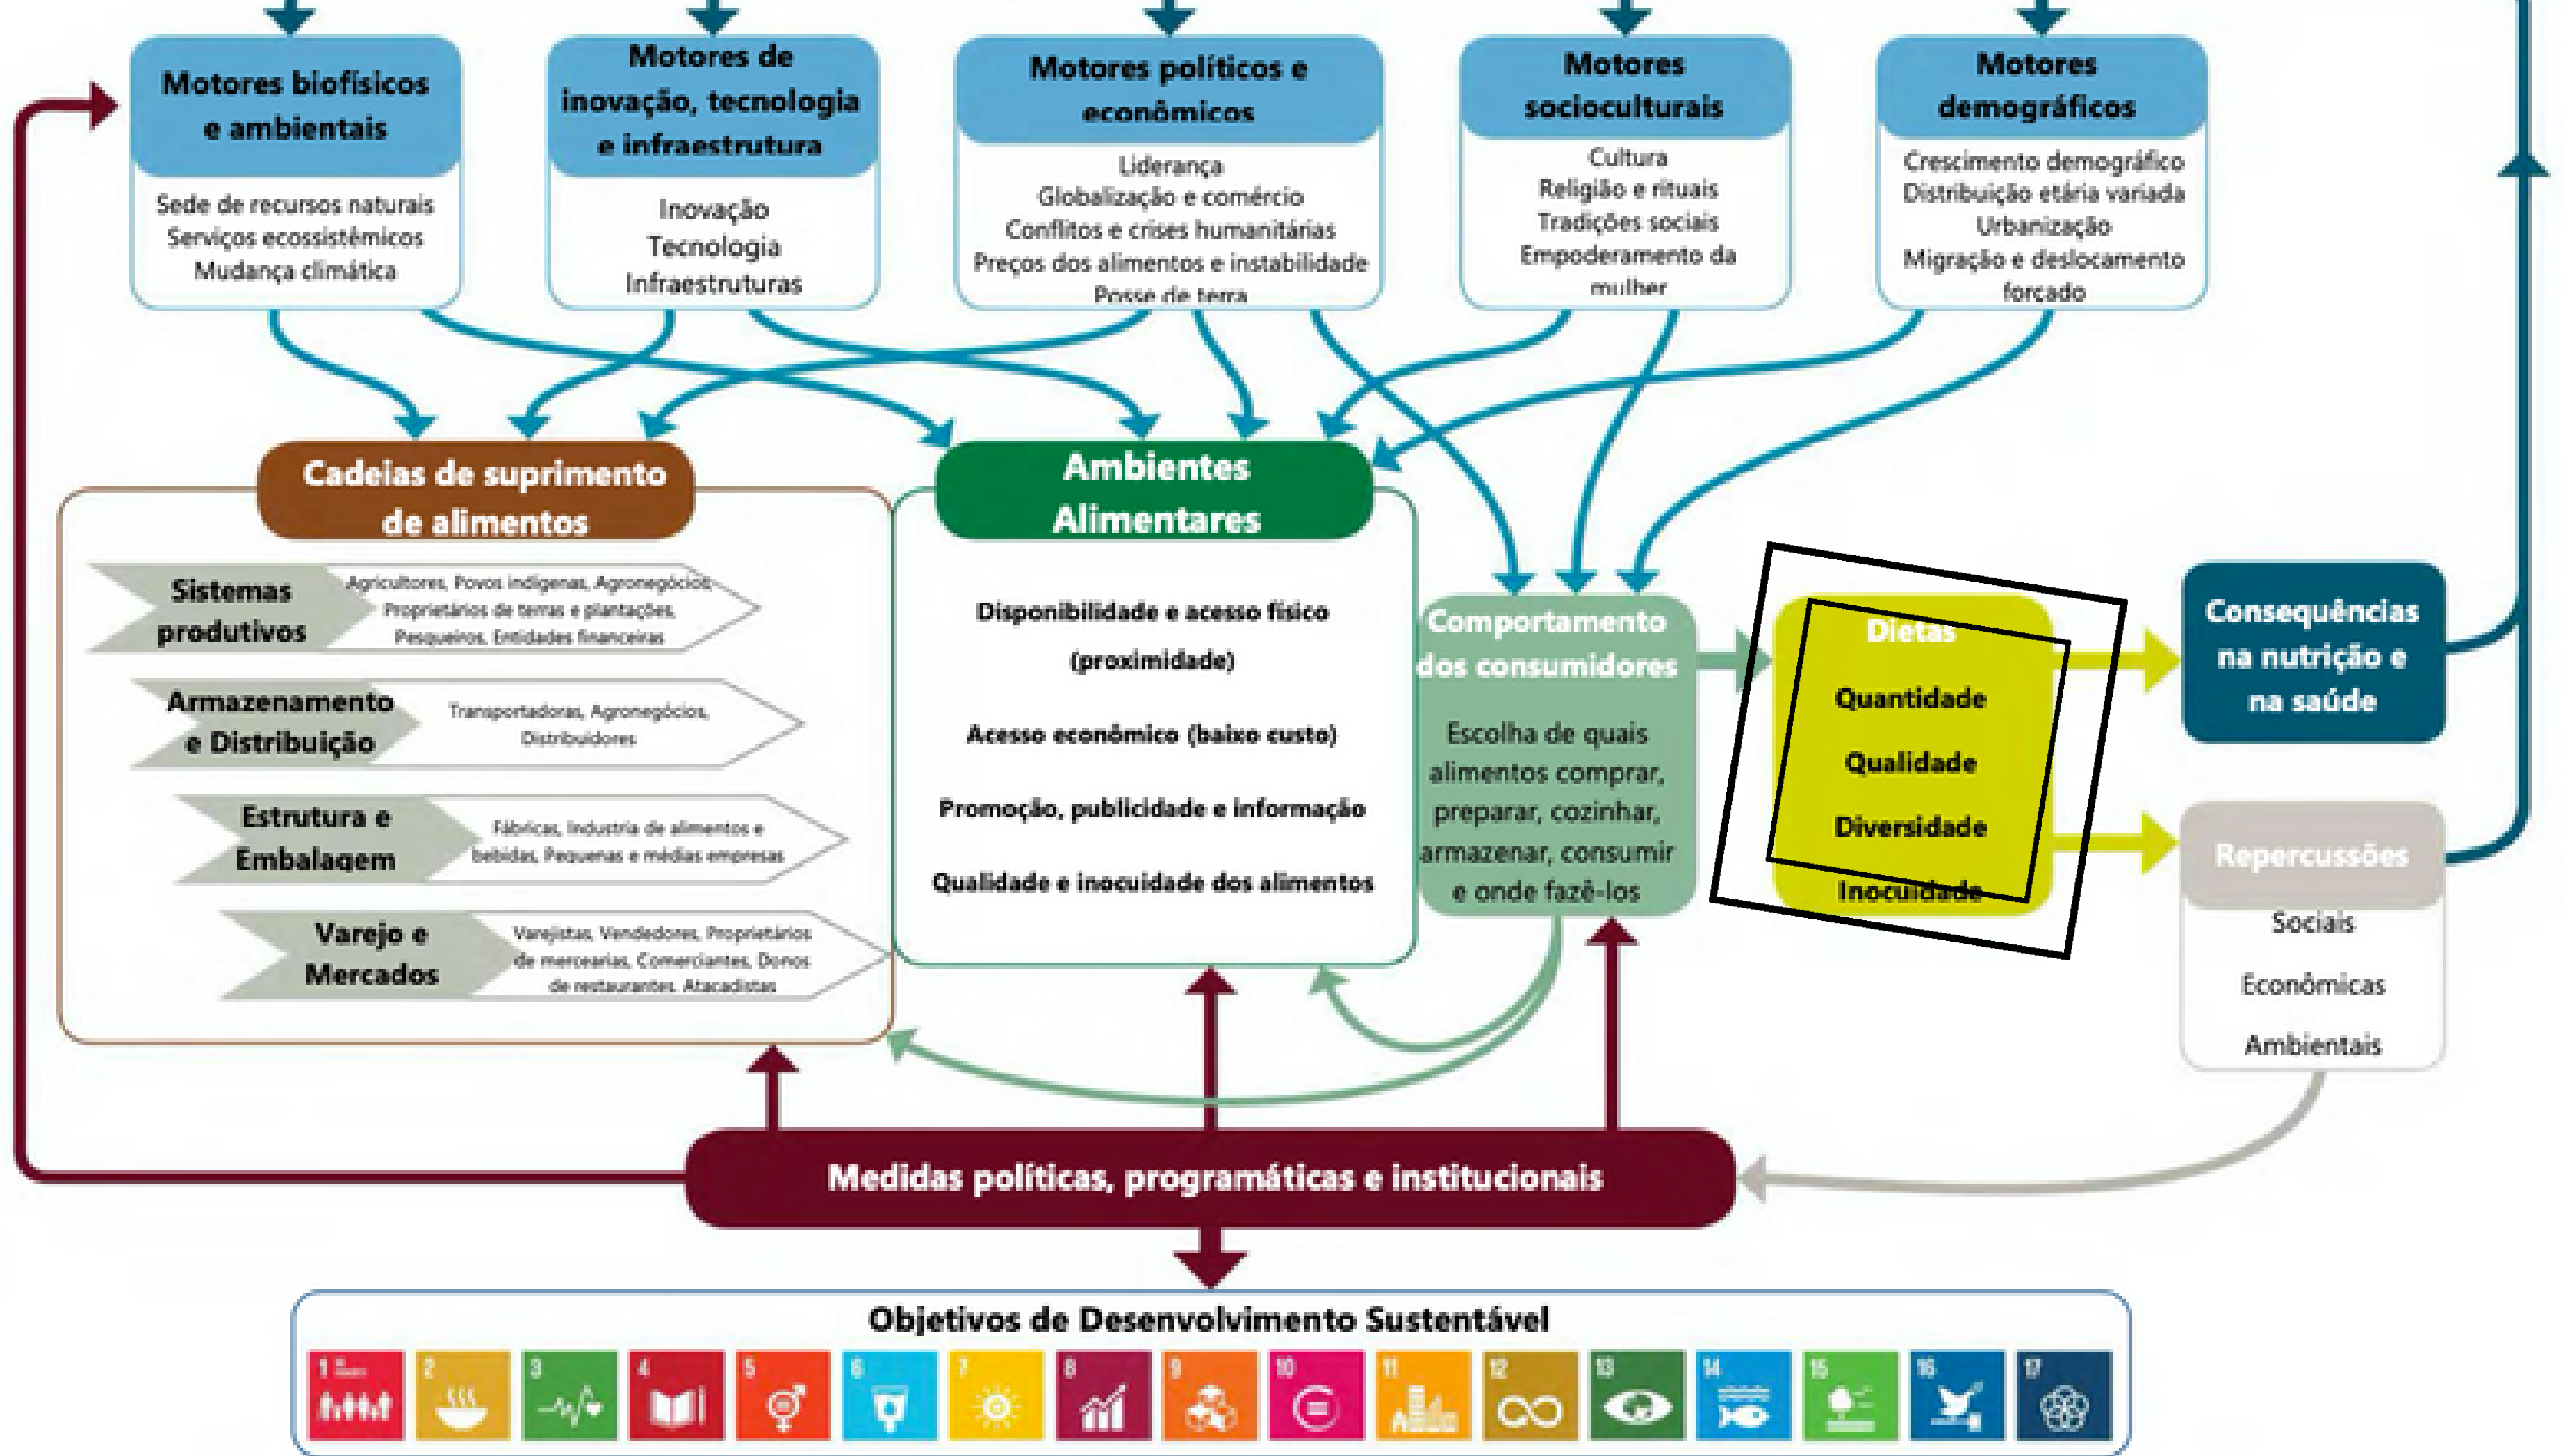 Motores biofísicos
e ambientais
Sede de recursos naturais
Serviços ecossistêmicos
Mudança climática
Motores de
inovação, tecnologia
e infraestrutura
Inovação
Tecnologia
Infraestruturas
Motores políticos e
econômicos
Liderança
Globalização e comércio
Conflitos e crises humanitárias
Preços dos alimentos e instabilidade
Posse de terra
Motores
socioculturais
Cultura
Religião e rituais
Tradições sociais
Empoderamento da
mulher
Motores
demográficos
Crescimento demográfico
Distribuição etária variada
Urbanização
Migração e deslocamento
forçado
Cadeias de suprimento
de alimentos
Sistemas
produtivos
Agricultores, Povos indígenas, Agronegócios,
Proprietários de terras e plantações,
Pesqueiros, Entidades financeiras
Armazenamento
e Distribuição
Transportadoras, Agronegócios,
Distribuidores
Estrutura e
Embalagem
Fábricas, Industria de alimentos e
bebidas, Pequenas e médias empresas
Varejo e
Mercados
Varejistas, Vendedores, Proprietários
de mercearias, Comerciantes, Donos
de restaurantes. Atacadistas
Ambientes
Alimentares
Disponibilidade e acesso físico
(proximidade)
Acesso econômico (baixo custo)
Promoção, publicidade e informação
Qualidade e inocuidade dos alimentos
Comportamento
dos consumidores
Escolha de quais
alimentos comprar,
preparar, cozinhar,
armazenar, consumir
e onde fazê-los
Dietas
Quantidade
Qualidade
Diversidade
Inocuidade
Consequências
na nutrição e
na saúde
Repercussões
Sociais
Econômicas
Ambientais
Medidas políticas, programáticas e institucionais
Objetivos de Desenvolvimento Sustentável
1 2 3 4 5 6 7 8 9 10 11 12 13 14 15 16 17